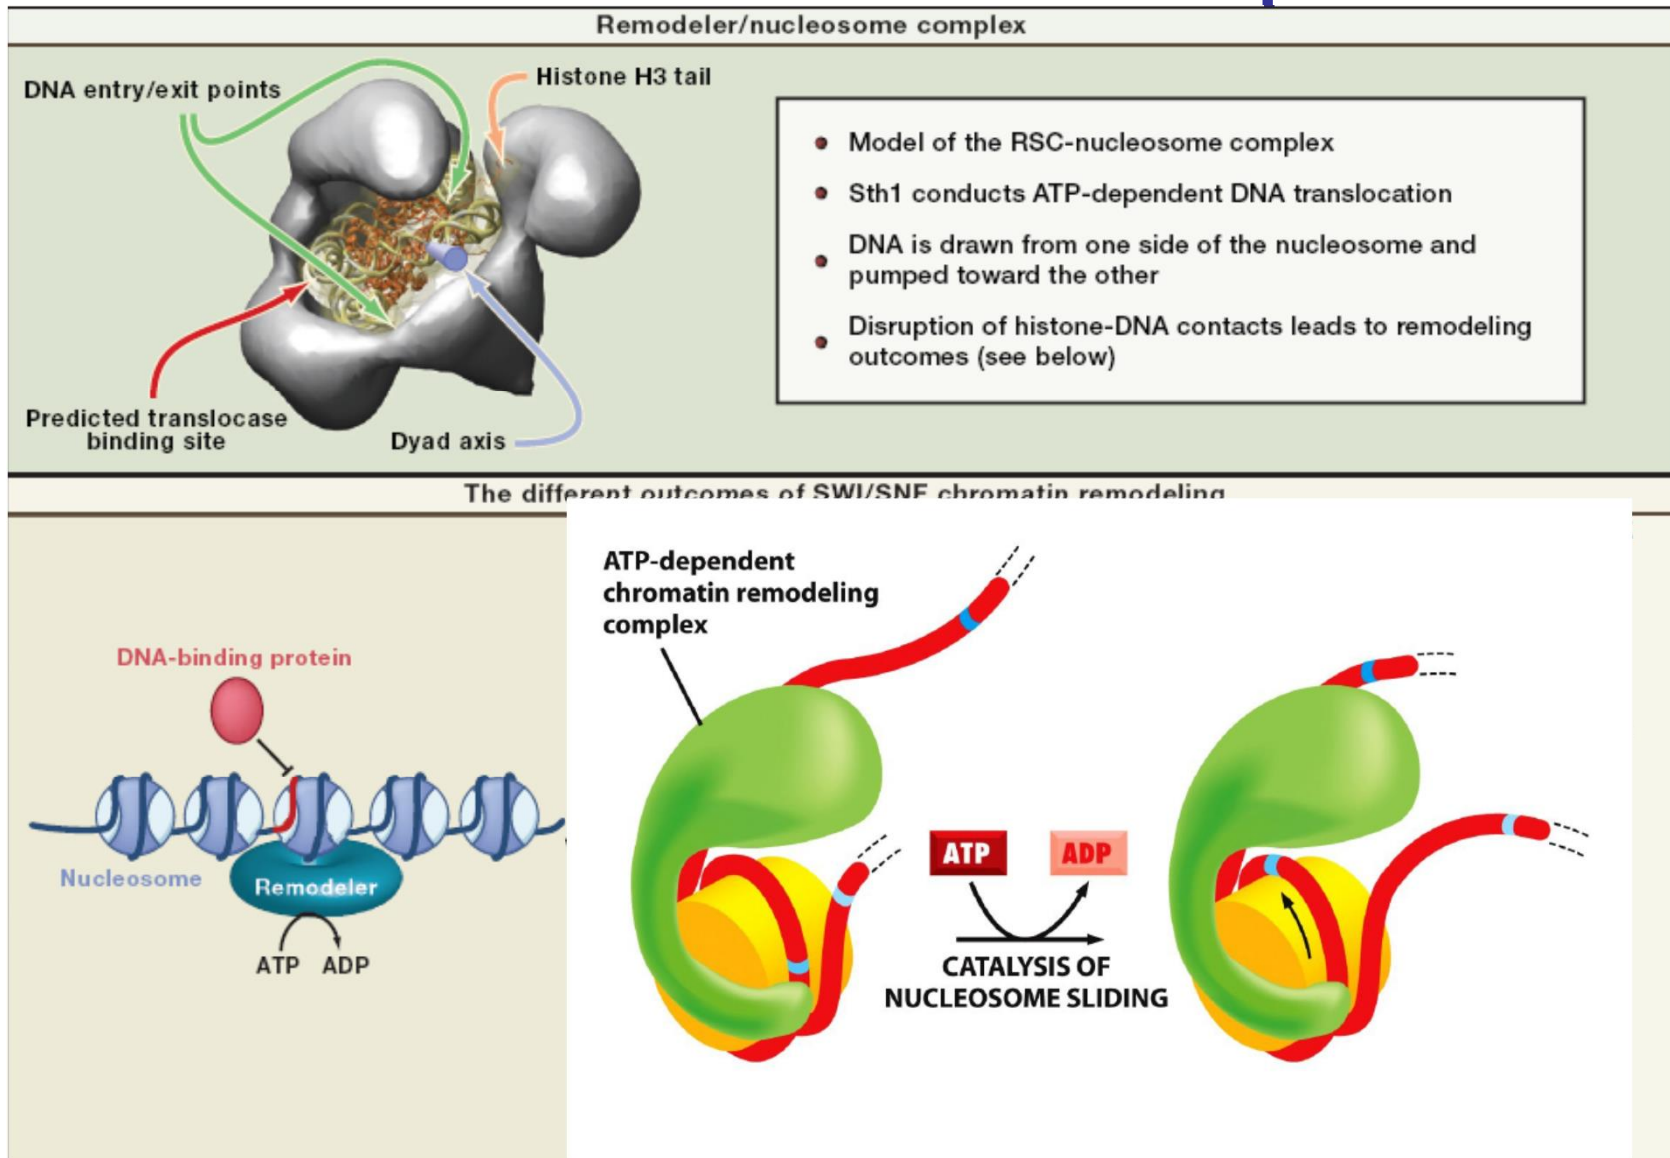 Remodeler/nucleosome complex
DNA entry/exit points
Histone H3 tail
Predicted translocase
binding site
Dyad axis
• Model of the RSC-nucleosome complex
• Sth1 conducts ATP-dependent DNA translocation
• DNA is drawn from one side of the nucleosome and
pumped toward the other
• Disruption of histone-DNA contacts leads to remodeling
outcomes (see below)
The different outcomes of SWI/SNF chromatin remodeling
DNA-binding protein
Nucleosome
Remodeler
ATP ADP
ATP-dependent
chromatin remodeling
complex
ATP ADP
CATALYSIS OF
NUCLEOSOME SLIDING